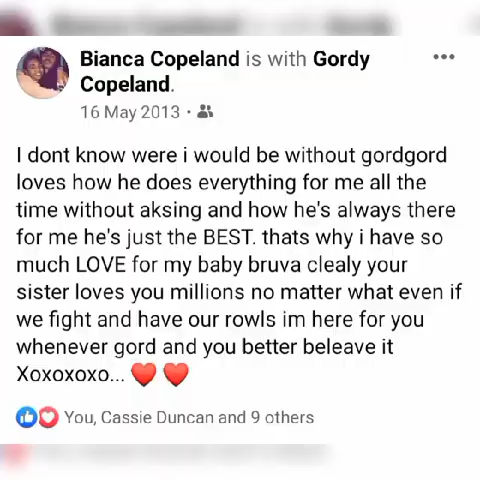 Bianca Copeland is with Gordy
Copeland.
16 May 2013 ·
I dont know were i would be without gordgord
loves how he does everything for me all the
time without aksing and how he's always there
for me he's just the BEST. thats why i have so
much LOVE for my baby bruva clealy your
sister loves you millions no matter what even if
we fight and have our rowls im here for you
whenever gord and you better beleave it
Xoxoxoxo... ❤️ ❤️
You, Cassie Duncan and 9 others